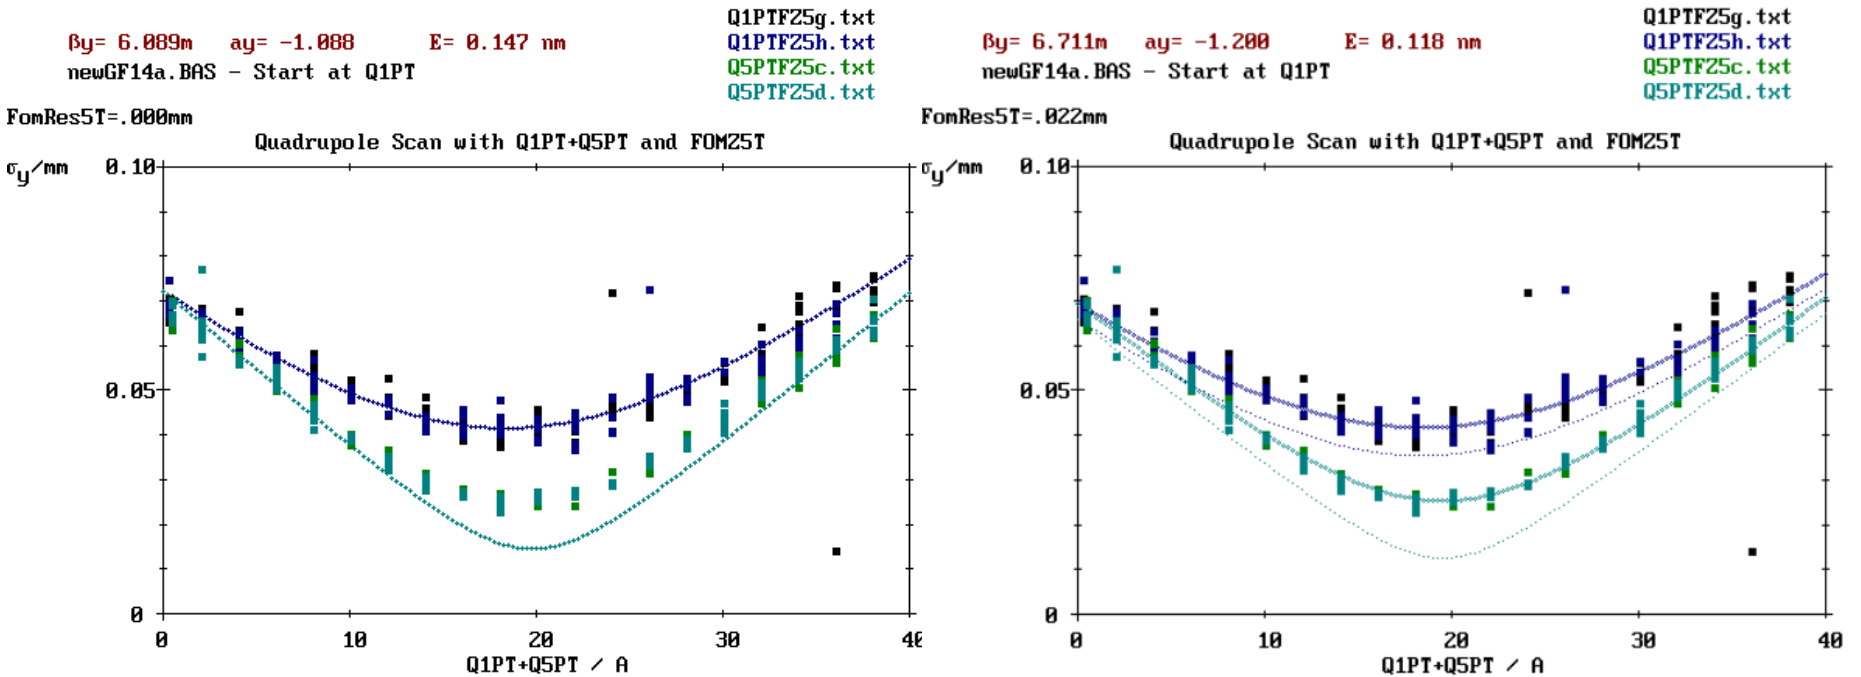 Q1PTFZ5g.txt
βy= 6.089m ay= -1.088 E= 0.147 nm
Q1PTFZ5h.txt
newGF14a.BAS - Start at Q1PT
Q5PTFZ5c.txt
Q5PTFZ5d.txt
FomRes5T=.000mm
Quadrupole Scan with Q1PT+Q5PT and FOMZ5T
σy/mm
0.10
0.05
0
0 10 20 30 40
Q1PT+Q5PT / A
Q1PTFZ5g.txt
βy= 6.711m ay= -1.200 E= 0.118 nm
Q1PTFZ5h.txt
newGF14a.BAS - Start at Q1PT
Q5PTFZ5c.txt
Q5PTFZ5d.txt
FomRes5T=.022mm
Quadrupole Scan with Q1PT+Q5PT and FOMZ5T
σy/mm
0.10
0.05
0
0 10 20 30 40
Q1PT+Q5PT / A